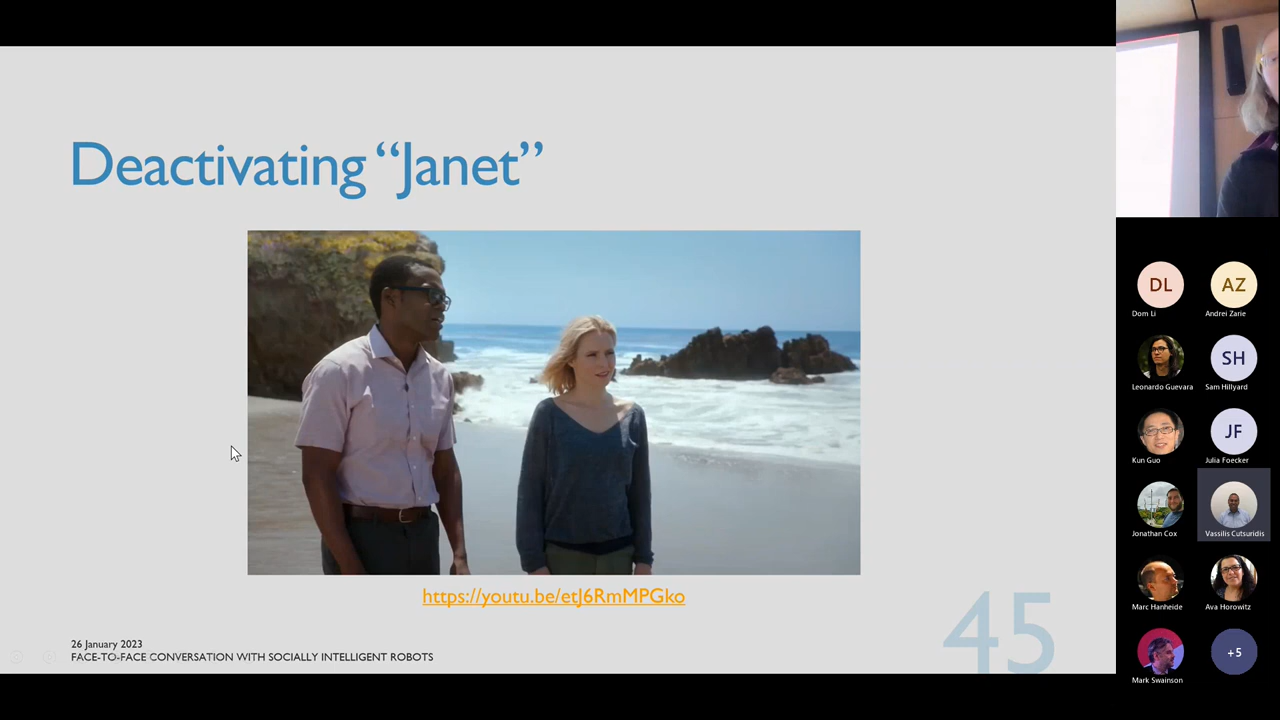 Deactivating “Janet”
https://youtu.be/etJ6RmMPGko
26 January 2023
FACE-TO-FACE CONVERSATION WITH SOCIALLY INTELLIGENT ROBOTS
45
DL
AZ
Dom Li
Andrei Zarie
SH
Leonardo Guevara
Sam Hillyard
JF
Kun Guo
Julia Foecker
Jonathan Cox
Vassilis Cutsuridis
Marc Hanheide
Ava Horowitz
+5
Mark Swainson